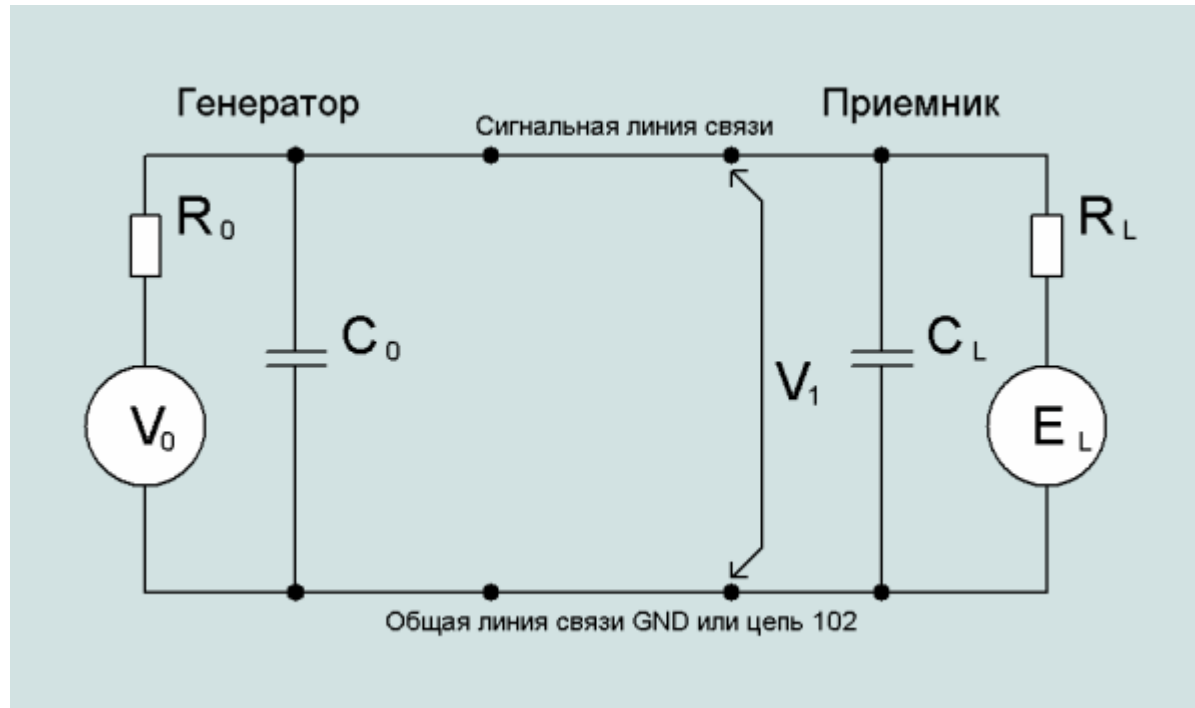 Генератор
Приемник
Сигнальная линия связи
R0
RL
C0
CL
V1
V0
EL
Общая линия связи GND или цепь 102